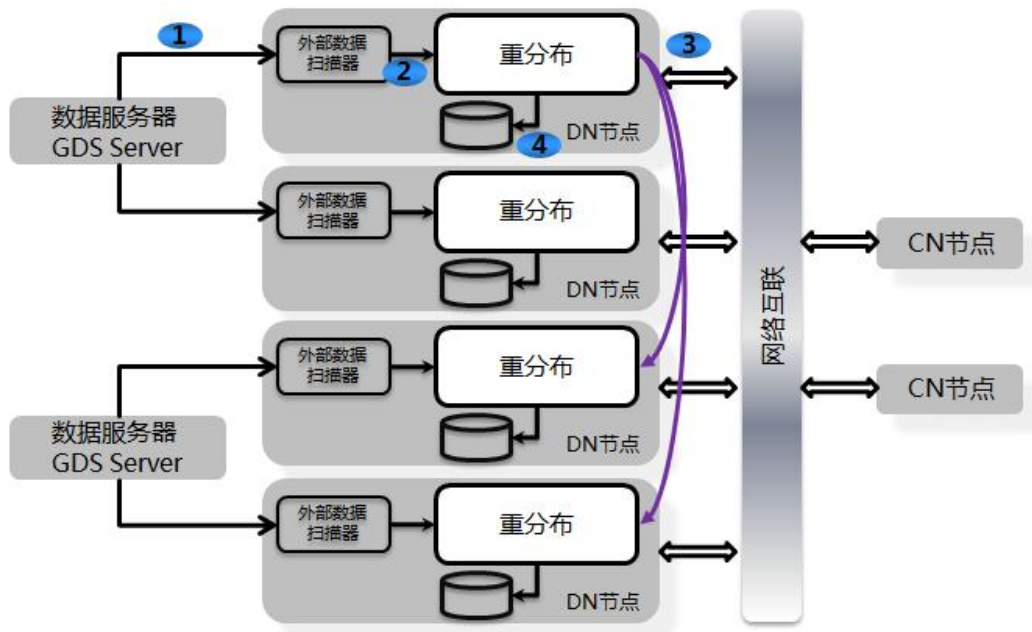 1
外部数据
扫描器
2
重分布
3
4
DN节点
数据服务器
GDS Server
外部数据
扫描器
重分布
DN节点
外部数据
扫描器
重分布
DN节点
数据服务器
GDS Server
外部数据
扫描器
重分布
DN节点
网络互联
CN节点
CN节点